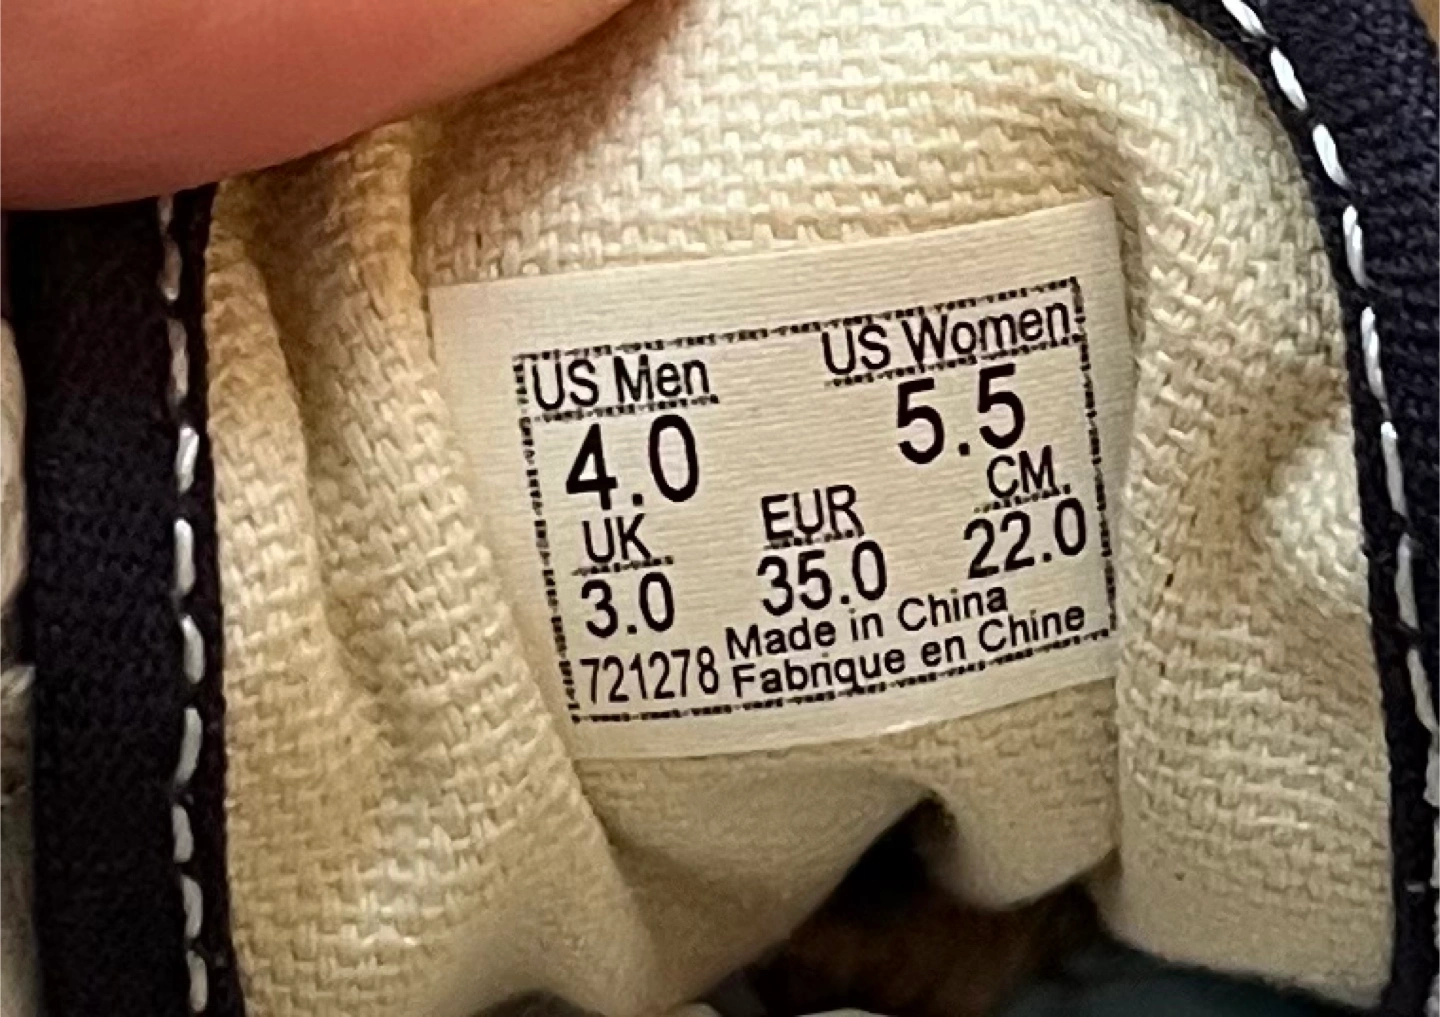 US Men US Women
4.0 5.5
UK EUR CM
3.0 35.0 22.0
721278 Made in China
Fabrique en Chine